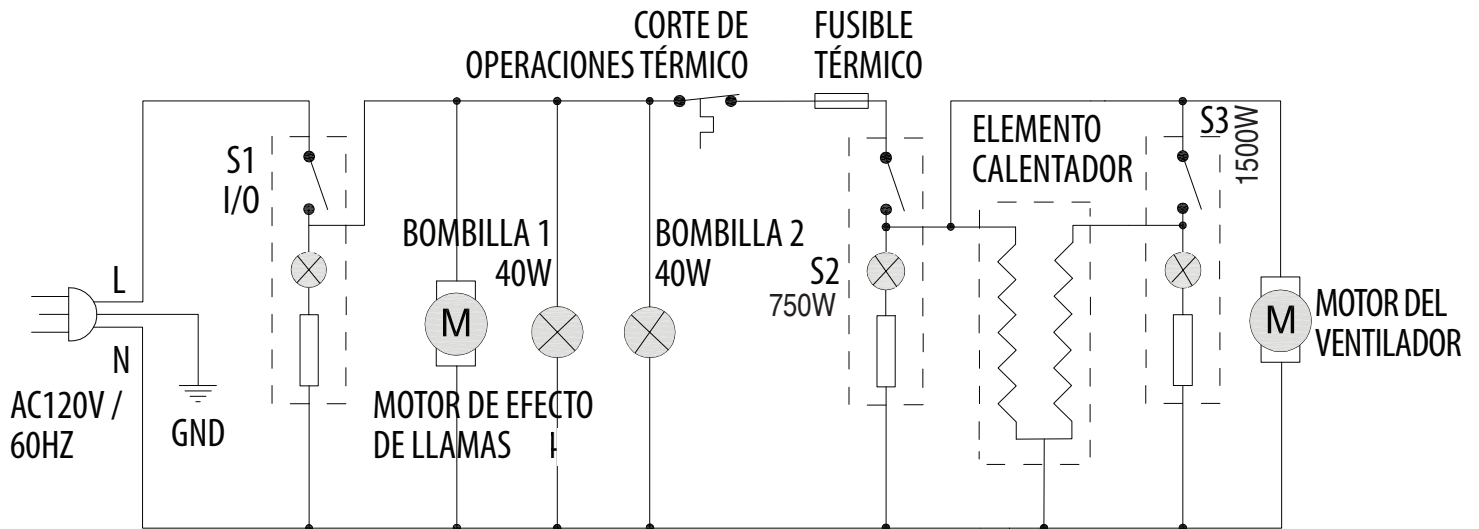 CORTE DE
OPERACIONES TÉRMICO
FUSIBLE
TÉRMICO
S1
I/0
BOMBILLA 1
40W
BOMBILLA 2
40W
S2
750W
ELEMENTO
CALENTADOR
S3
1500W
L
N
AC120V /
60HZ
GND
M
MOTOR DE EFECTO
DE LLAMAS
M
MOTOR DEL
VENTILADOR